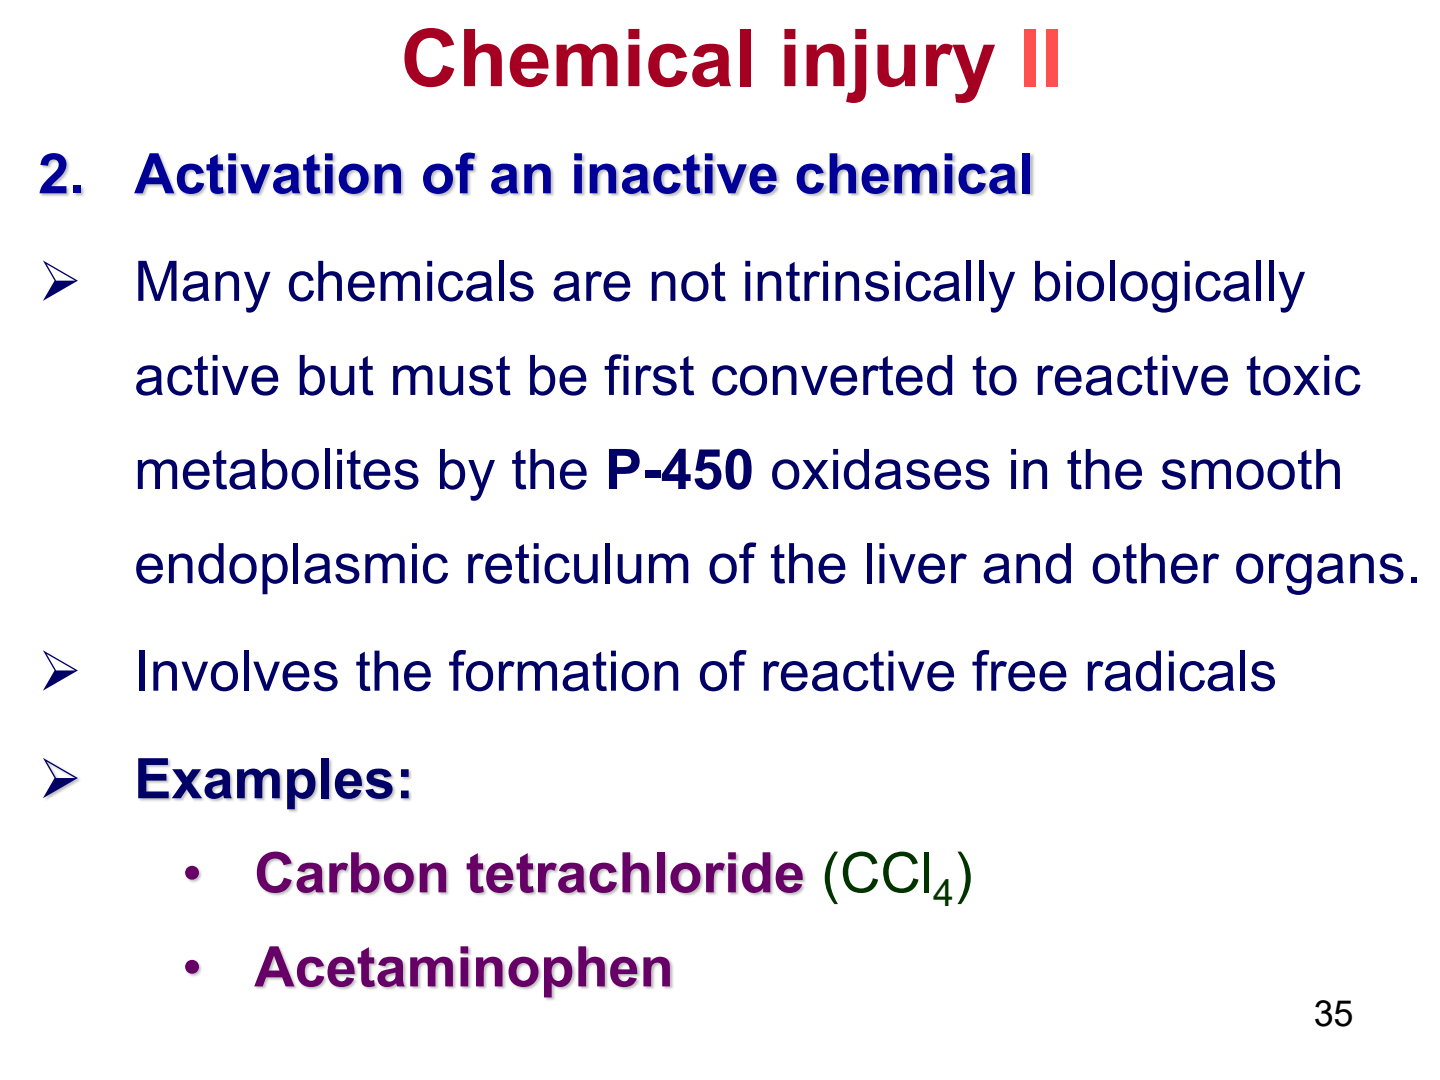 Chemical injury II
2. Activation of an inactive chemical
➢ Many chemicals are not intrinsically biologically
active but must be first converted to reactive toxic
metabolites by the P-450 oxidases in the smooth
endoplasmic reticulum of the liver and other organs.
➢ Involves the formation of reactive free radicals
➢ Examples:
• Carbon tetrachloride (CCl₄)
• Acetaminophen
35